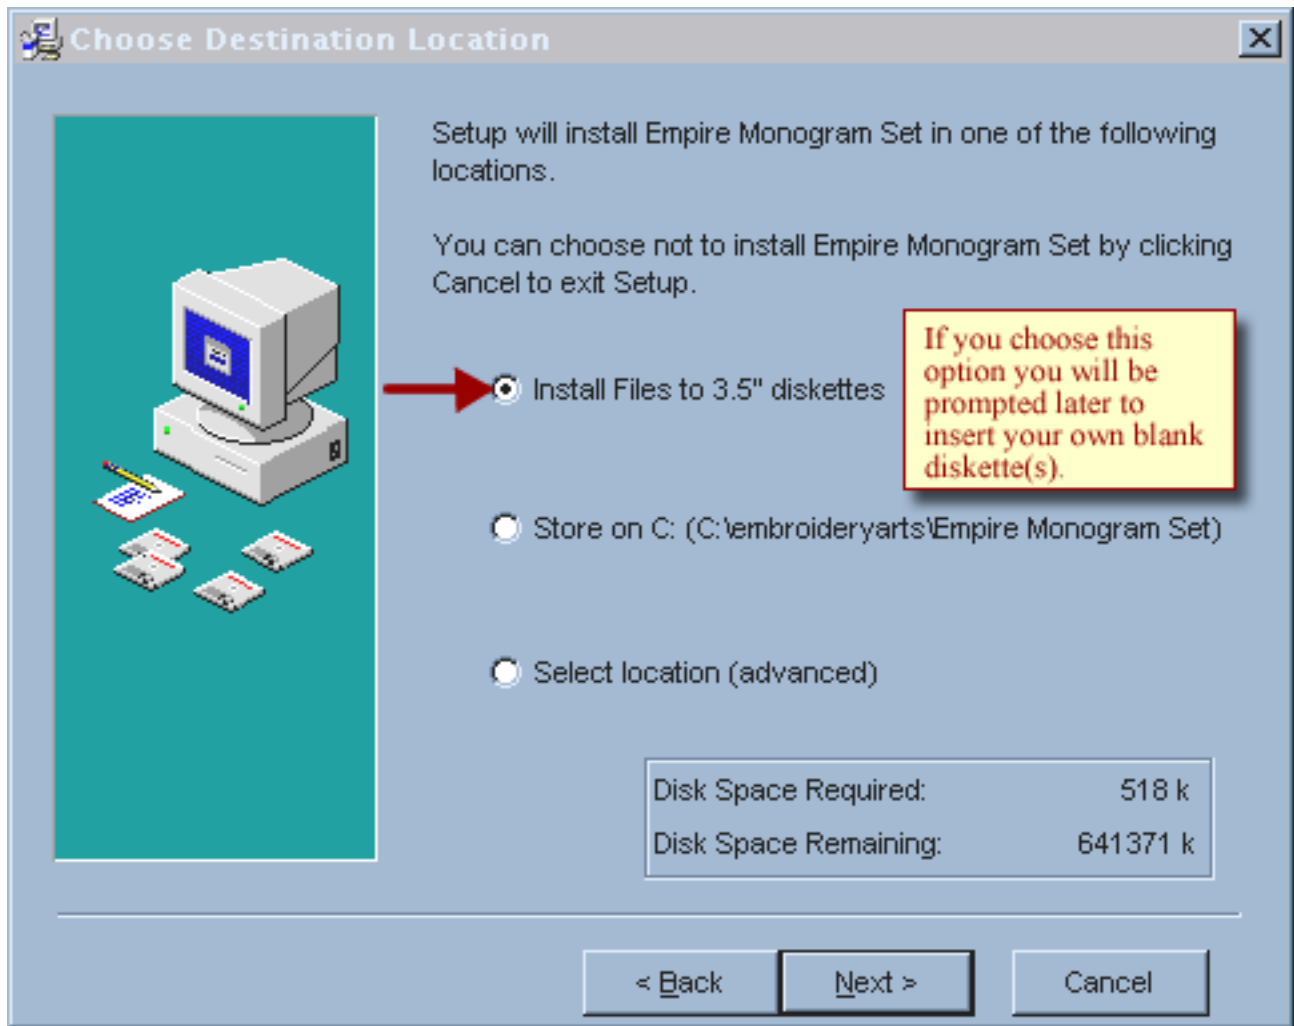 Choose Destination Location
Setup will install Empire Monogram Set in one of the following
locations.
You can choose not to install Empire Monogram Set by clicking
Cancel to exit Setup.
If you choose this
option you will be
prompted later to
insert your own blank
diskette(s).
Install Files to 3.5" diskettes
Store on C: (C:\embroideryarts\Empire Monogram Set)
Select location (advanced)
Disk Space Required: 518 k
Disk Space Remaining: 641371 k
< Back Next > Cancel